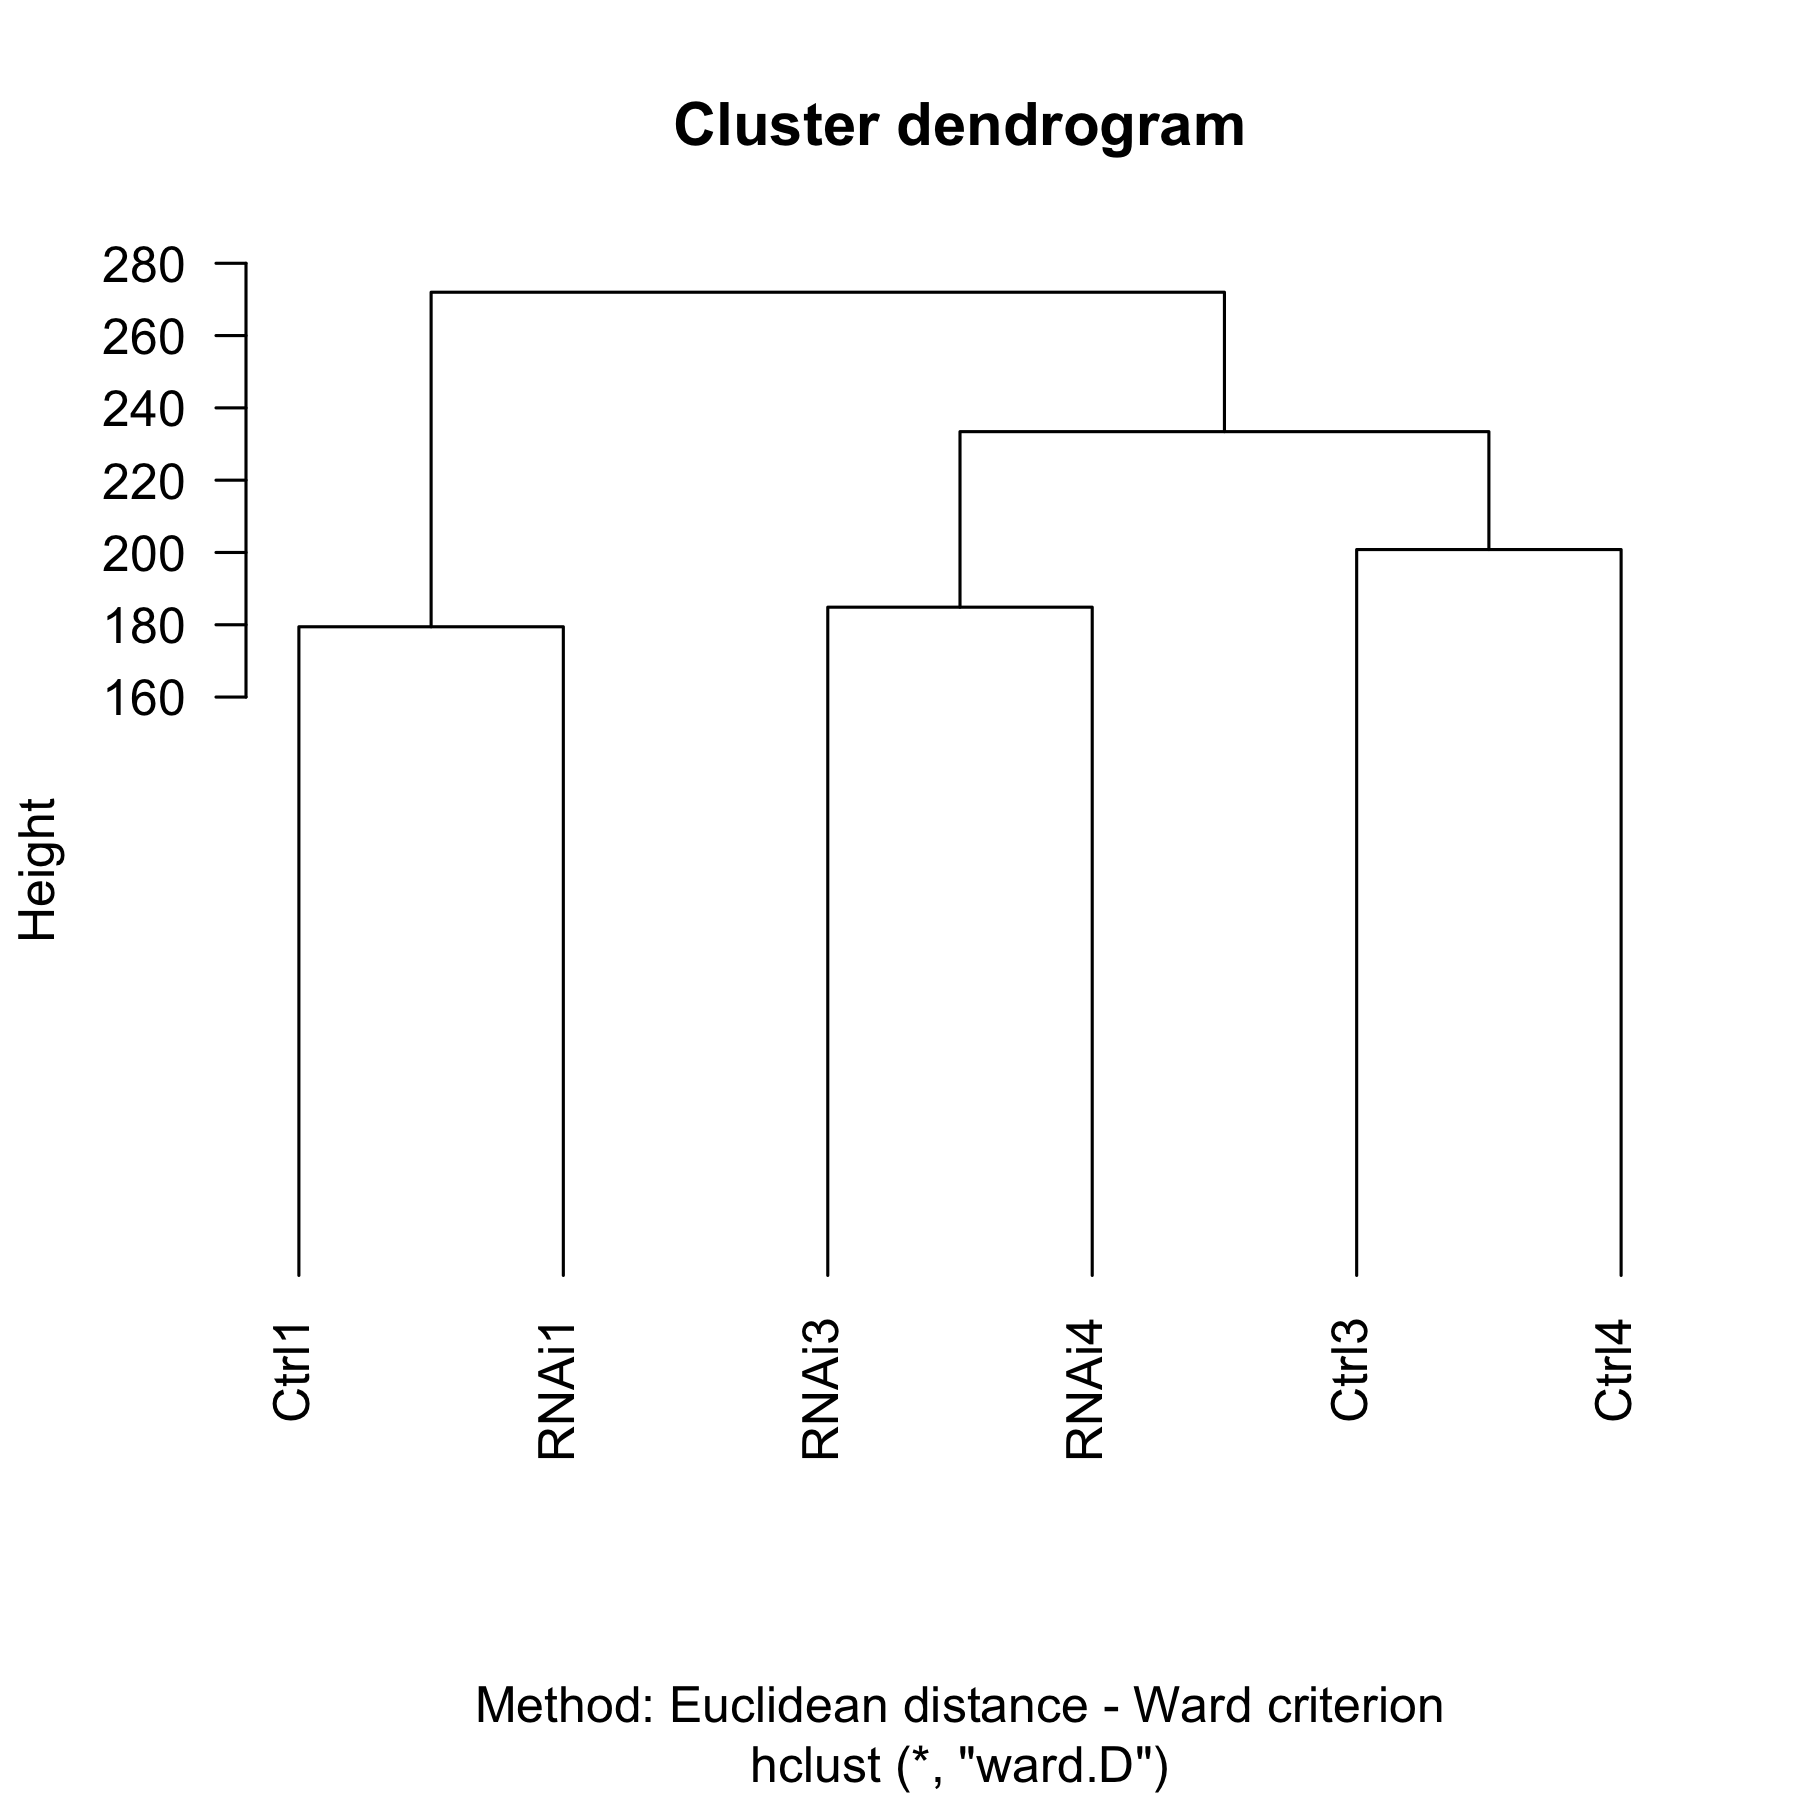 Cluster dendrogram
280
260
240
220
200
180
160
Height
Ctrl1
RNAi1
RNAi3
RNAi4
Ctrl3
Ctrl4
Method: Euclidean distance - Ward criterion
hclust (*, "ward.D")